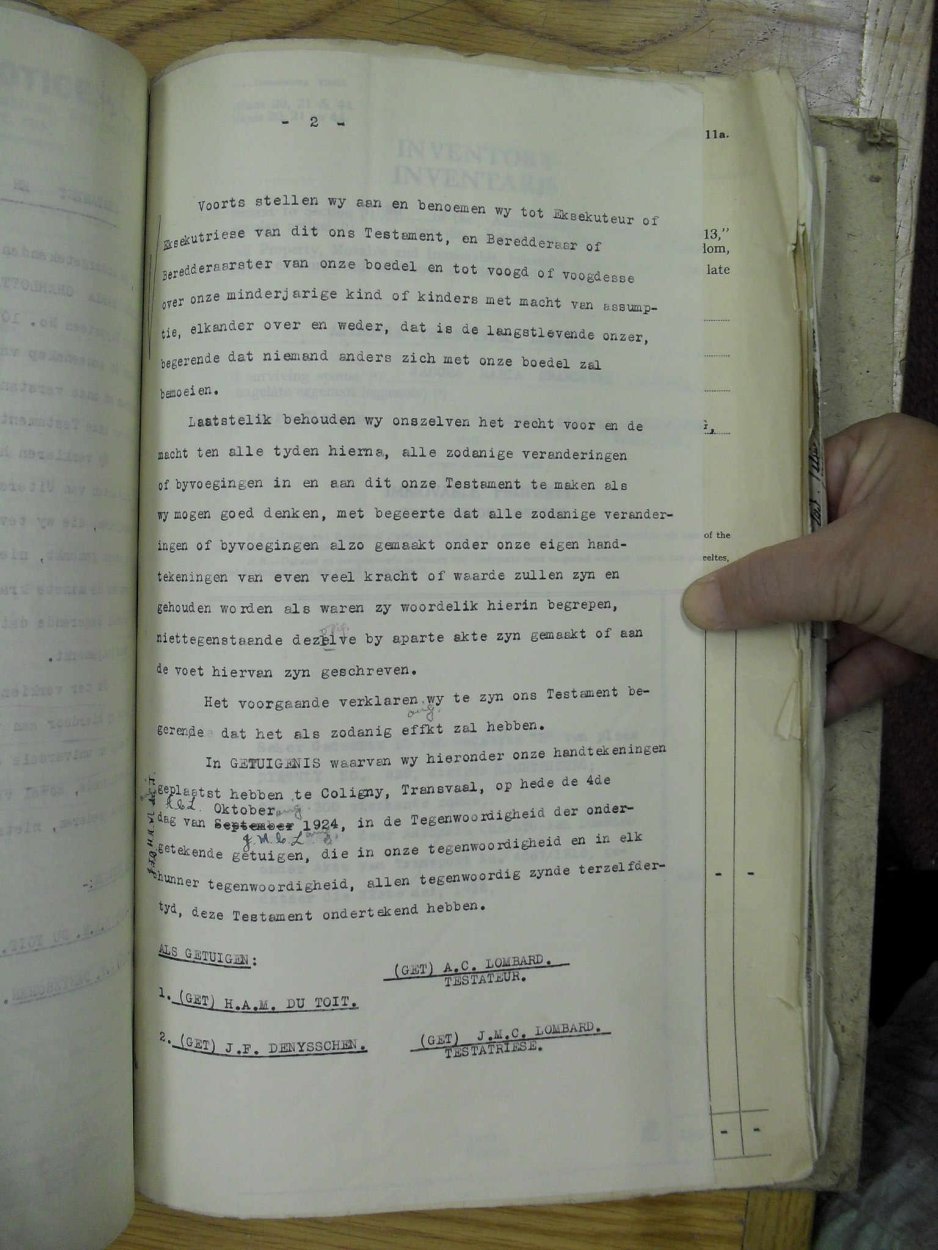 - 2 -
11a.
INVENTORY
INVENTARIS
Voorts stellen wy aan en benoemen wy tot Eksekuteur of
Eksekutriese van dit ons Testament, en Beredderaar of
Beredderaarster van onze boedel en tot voogd of voogdesse
over onze minderjarige kind of kinders met macht van assump-
tie, elkander over en weder, dat is de langstlevende onzer,
begerende dat niemand anders zich met onze boedel zal
bemoeien.
Laatstelik behouden wy onszelven het recht voor en de
macht ten alle tyden hierna, alle zodanige veranderingen
of byvoegingen in en aan dit onze Testament te maken als
wy mogen goed denken, met begeerte dat alle zodanige verander-
ingen of byvoegingen alzo gemaakt onder onze eigen hand-
tekeningen van even veel kracht of waarde zullen zyn en
gehouden worden als waren zy woordelik hierin begrepen,
niettegenstaande dezelve by aparte akte zyn gemaakt of aan
de voet hiervan zyn geschreven.
Het voorgaande verklaren wy te zyn ons Testament be-
gerende dat het als zodanig effkt zal hebben.
In GETUIGENIS waarvan wy hieronder onze handtekeningen
geplaatst hebben te Coligny, Transvaal, op hede de 4de
Oktober
dag van September 1924, in de Tegenwoordigheid der onder-
getekende getuigen, die in onze tegenwoordigheid en in elk
hunner tegenwoordigheid, allen tegenwoordig zynde terzelfder-
tyd, deze Testament ondertekend hebben.
ALS GETUIGEN:
(GET) A.C. LOMBARD.
TESTATEUR.
1. (GET) H.A.M. DU TOIT.
2. (GET) J.F. DENYSSCHEN.
(GET) J.M.C. LOMBARD.
TESTATRIESE.
13,"
dom,
late
of the
eeltes,
- -
- -